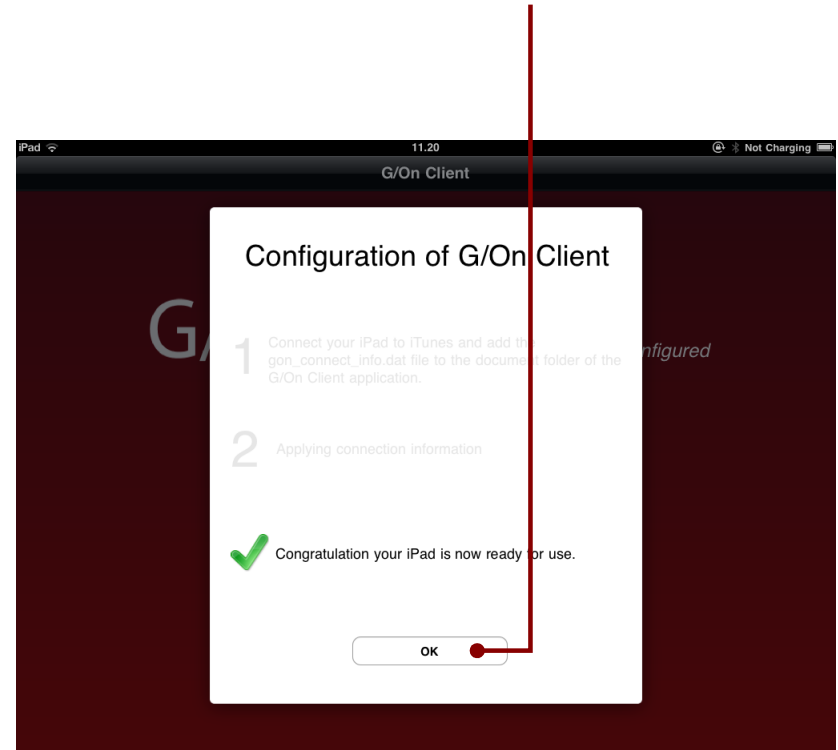 iPad 11.20 Not Charging
G/On Client
Configuration of G/On Client
G/
1 Connect your iPad to iTunes and add the
gon_connect_info.dat file to the document folder of the
G/On Client application.
nfigured
2 Applying connection information
Congratulation your iPad is now ready for use.
OK